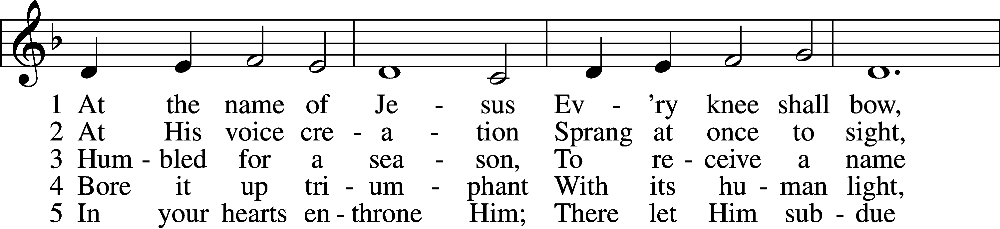 1 At the name of Je - sus Ev - 'ry knee shall bow,
2 At His voice cre - a - tion Sprang at once to sight,
3 Hum - bled for a sea - son, To re - ceive a name
4 Bore it up tri - um - phant With its hu - man light,
5 In your hearts en - throne Him; There let Him sub - due